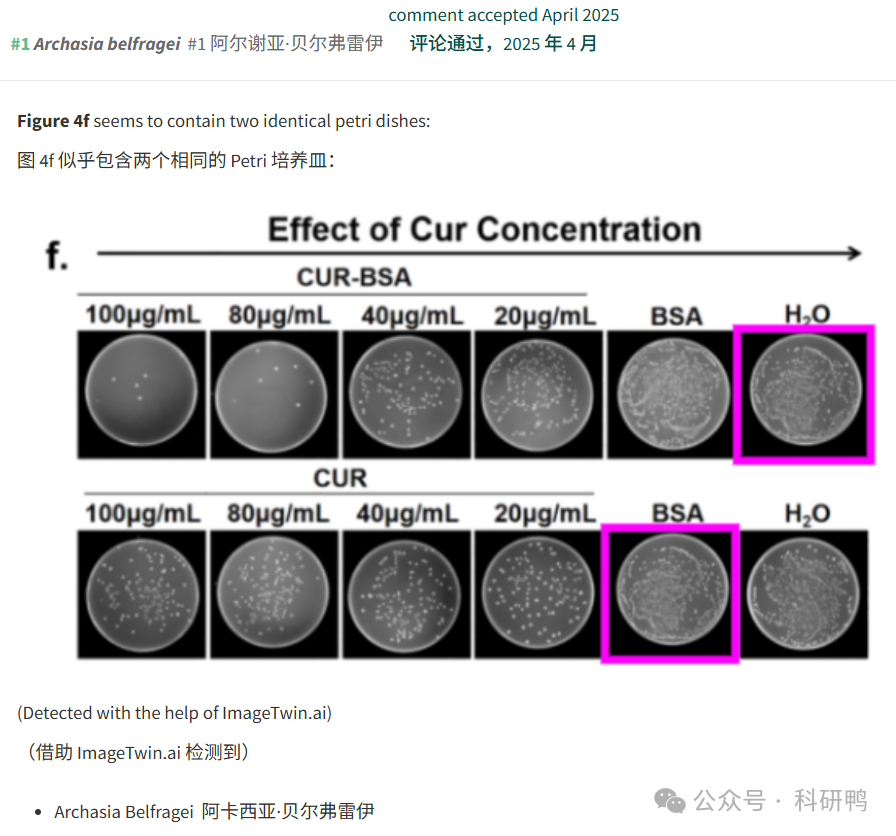 comment accepted April 2025
#1 Archasia belfragei #1 阿尔谢亚·贝尔弗雷伊 评论通过，2025 年 4 月
Figure 4f seems to contain two identical petri dishes:
图 4f 似乎包含两个相同的 Petri 培养皿：
Effect of Cur Concentration
f.
CUR-BSA
100μg/mL 80μg/mL 40μg/mL 20μg/mL BSA H₂O
CUR
100μg/mL 80μg/mL 40μg/mL 20μg/mL BSA H₂O
(Detected with the help of ImageTwin.ai)
（借助 ImageTwin.ai 检测到）
• Archasia Belfragei 阿卡西亚·贝尔弗雷伊
公众号 · 科研鸭